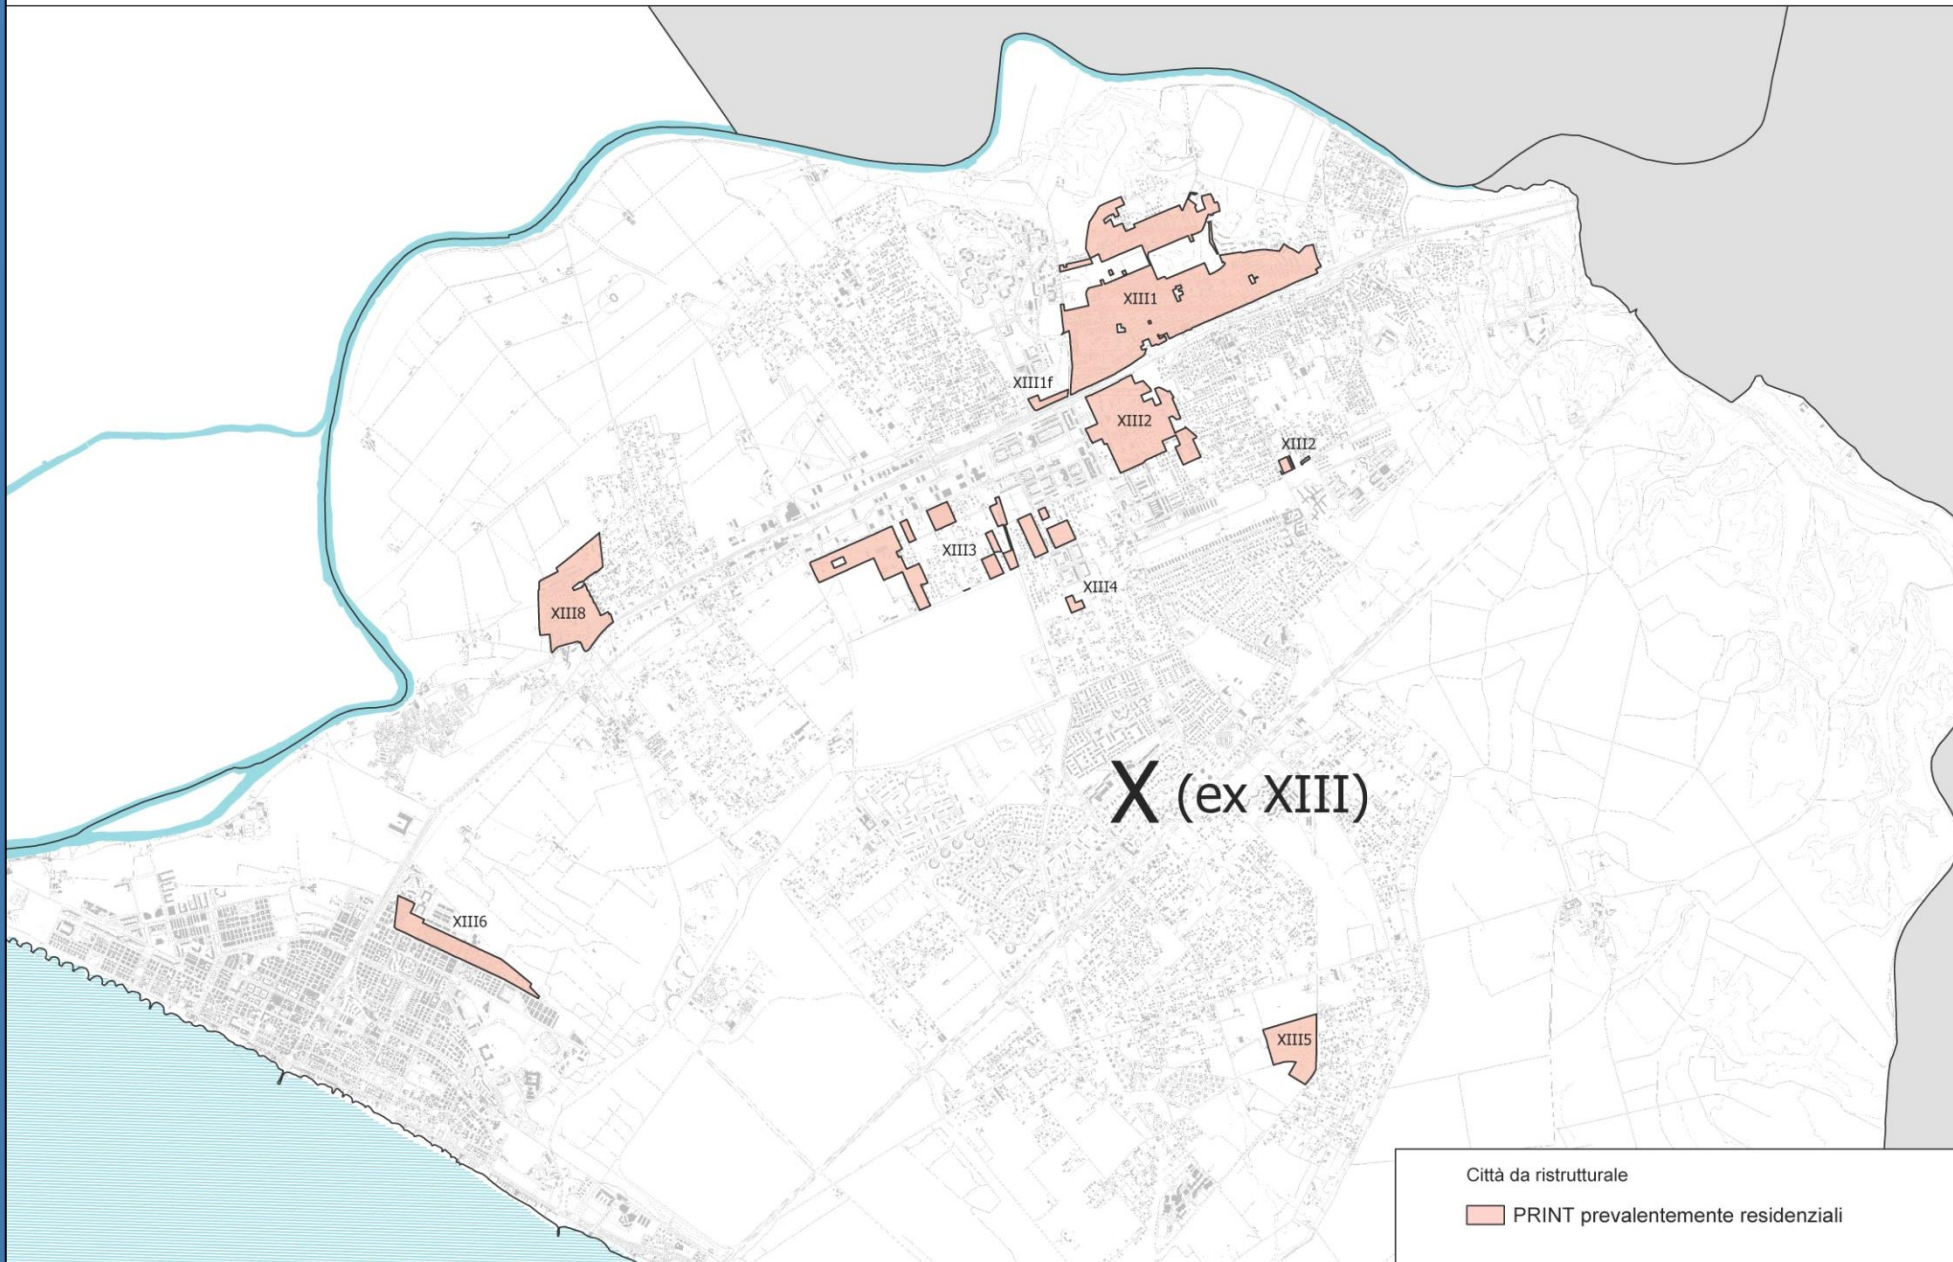 XIII1
XIII1f
XIII2
XIII2
XIII3
XIII4
XIII8
X (ex XIII)
XIII6
XIII5
Città da ristrutturale
PRINT prevalentemente residenziali